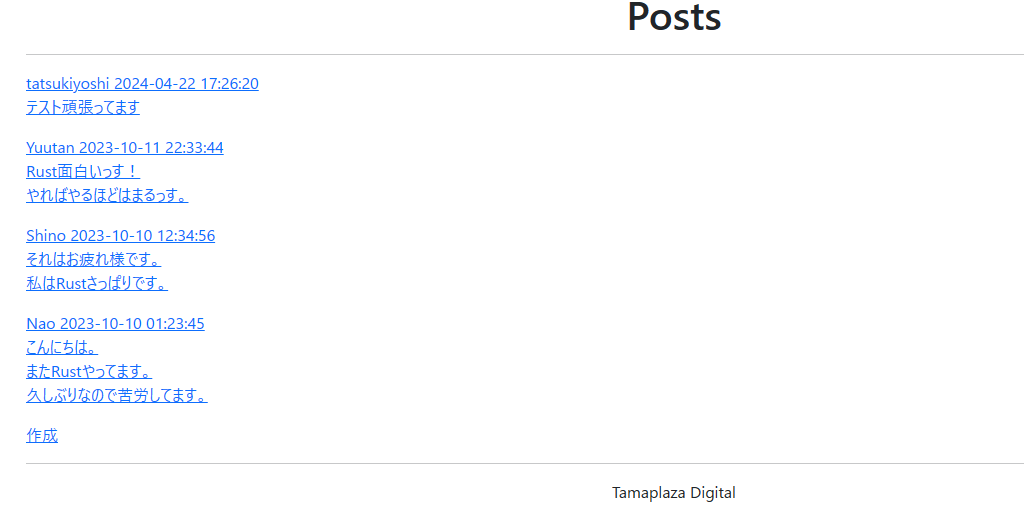 Posts
tatsukiyoshi 2024-04-22 17:26:20
テスト頑張ってます
Yuutan 2023-10-11 22:33:44
Rust面白いっす！
やればやるほどはまるっす。
Shino 2023-10-10 12:34:56
それはお疲れ様です。
私はRustさっぱりです。
Nao 2023-10-10 01:23:45
こんにちは。
またRustやってます。
久しぶりなので苦労してます。
作成
Tamaplaza Digital